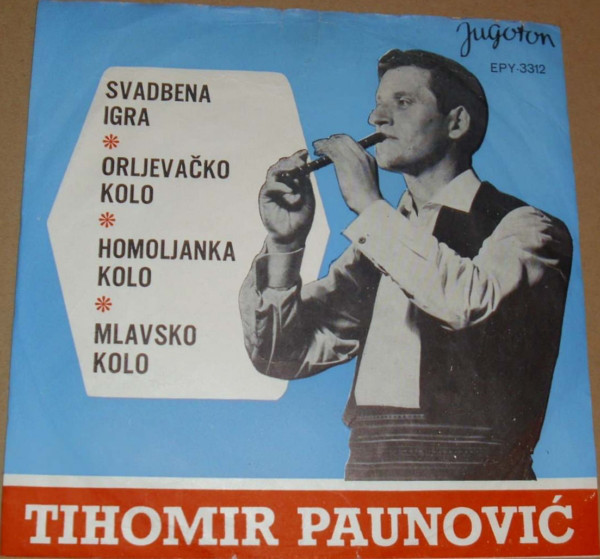 Jugoton
EPY-3312
SVADBENA
IGRA
*
ORLJEVAČKO
KOLO
*
HOMOLJANKA
KOLO
*
MLAVSKO
KOLO
TIHOMIR PAUNOVIĆ